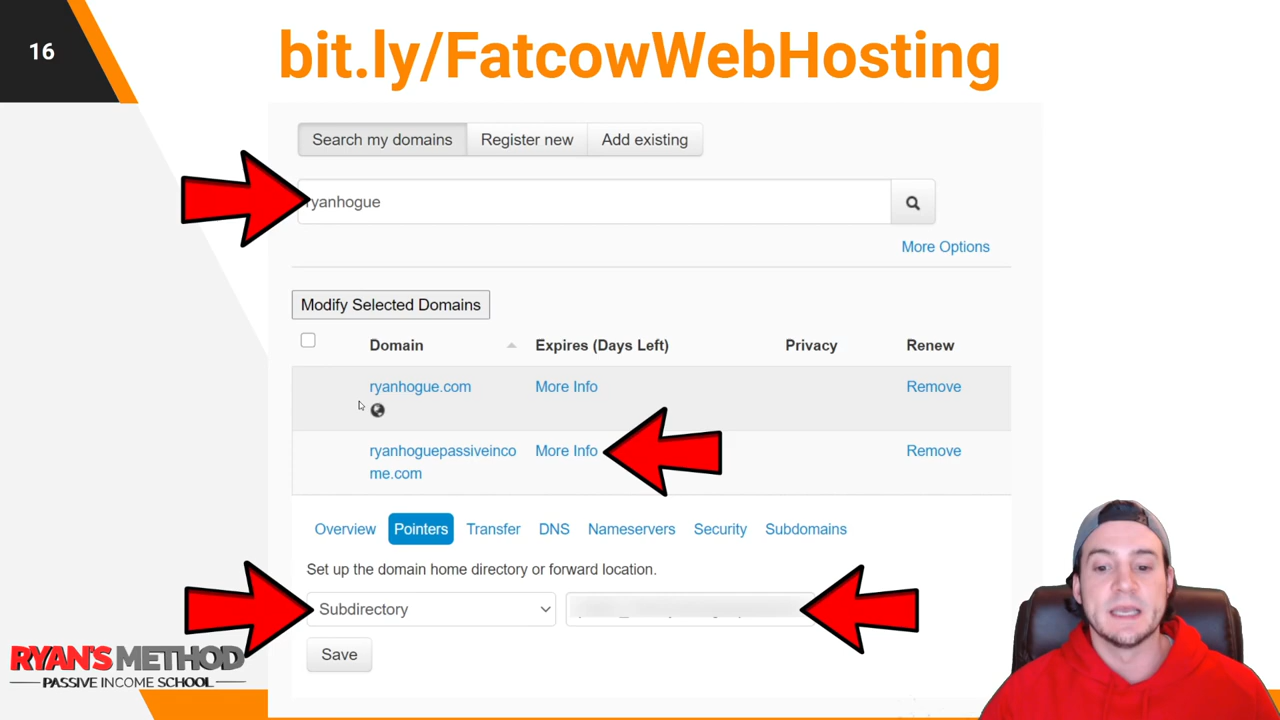 16
bit.ly/FatcowWebHosting
Search my domains Register new Add existing
ryanhogue
More Options
Modify Selected Domains
Domain Expires (Days Left) Privacy Renew
ryanhogue.com More Info Remove
ryanhoguepassiveinco More Info Remove
me.com
Overview Pointers Transfer DNS Nameservers Security Subdomains
Set up the domain home directory or forward location.
Subdirectory
Save
RYAN'S METHOD
PASSIVE INCOME SCHOOL